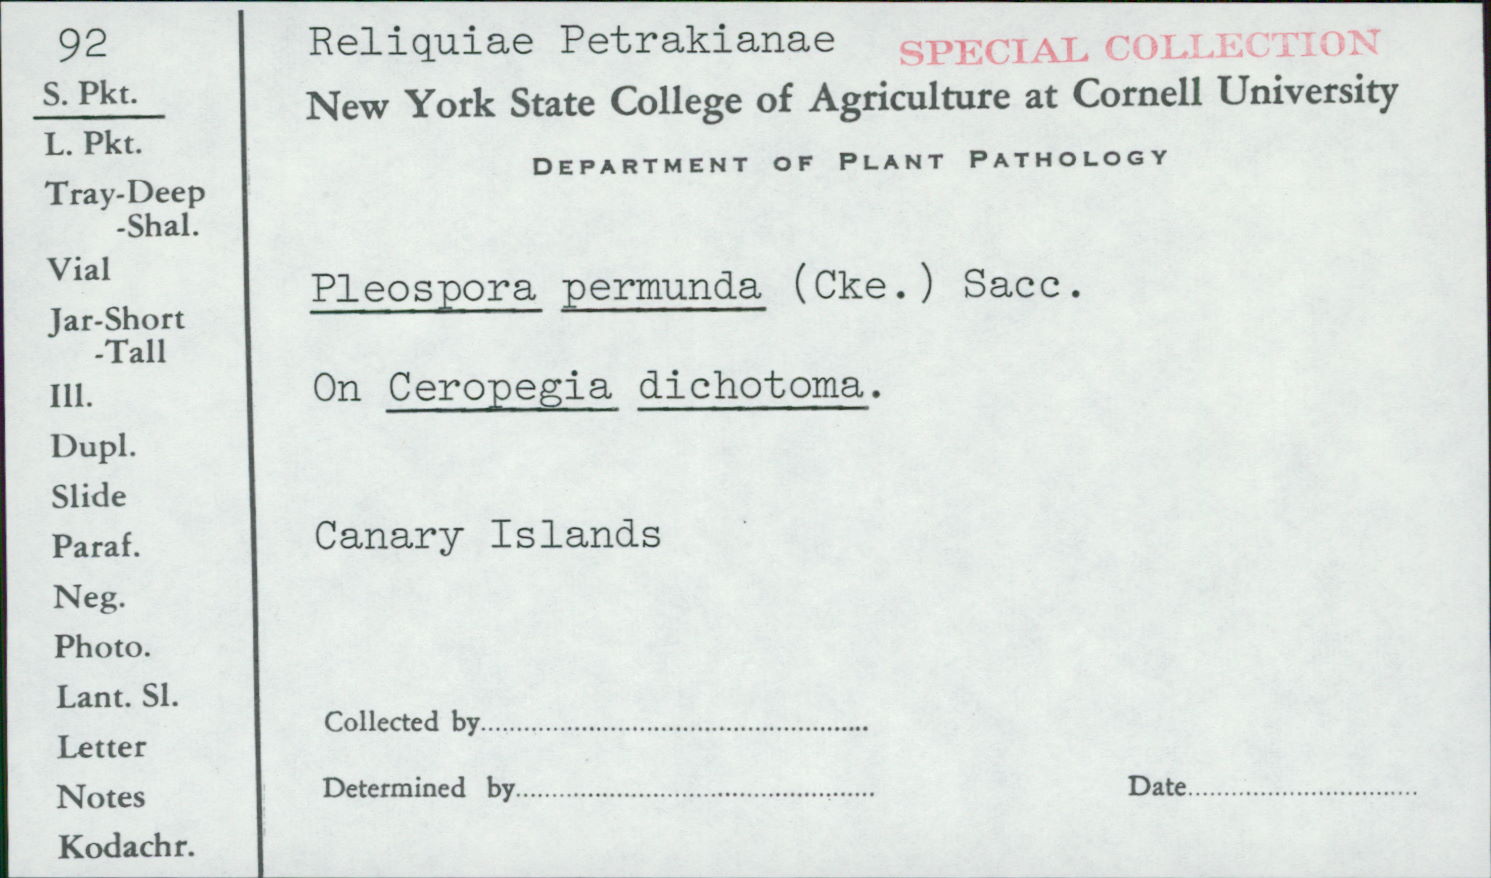 92
S. Pkt.
L. Pkt.
Tray-Deep
-Shal.
Vial
Jar-Short
-Tall
Ill.
Dupl.
Slide
Paraf.
Neg.
Photo.
Lant. Sl.
Letter
Notes
Kodachr.
Reliquiae Petrakianae SPECIAL COLLECTION
New York State College of Agriculture at Cornell University
DEPARTMENT OF PLANT PATHOLOGY
Pleospora permunda (Cke.) Sacc.
On Ceropegia dichotoma.
Canary Islands
Collected by
Determined by Date